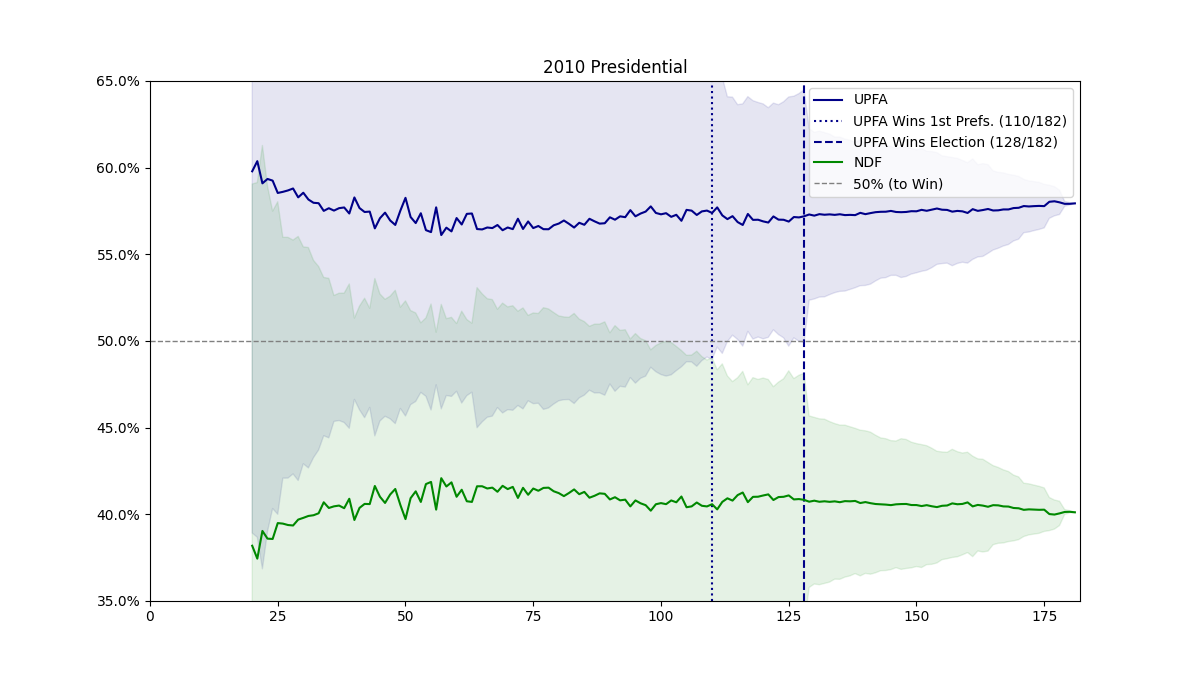 2010 Presidential
65.0%
60.0%
55.0%
50.0%
45.0%
40.0%
35.0%
0
25
50
75
100
125
150
175
UPFA
UPFA Wins 1st Prefs. (110/182)
UPFA Wins Election (128/182)
NDF
50% (to Win)